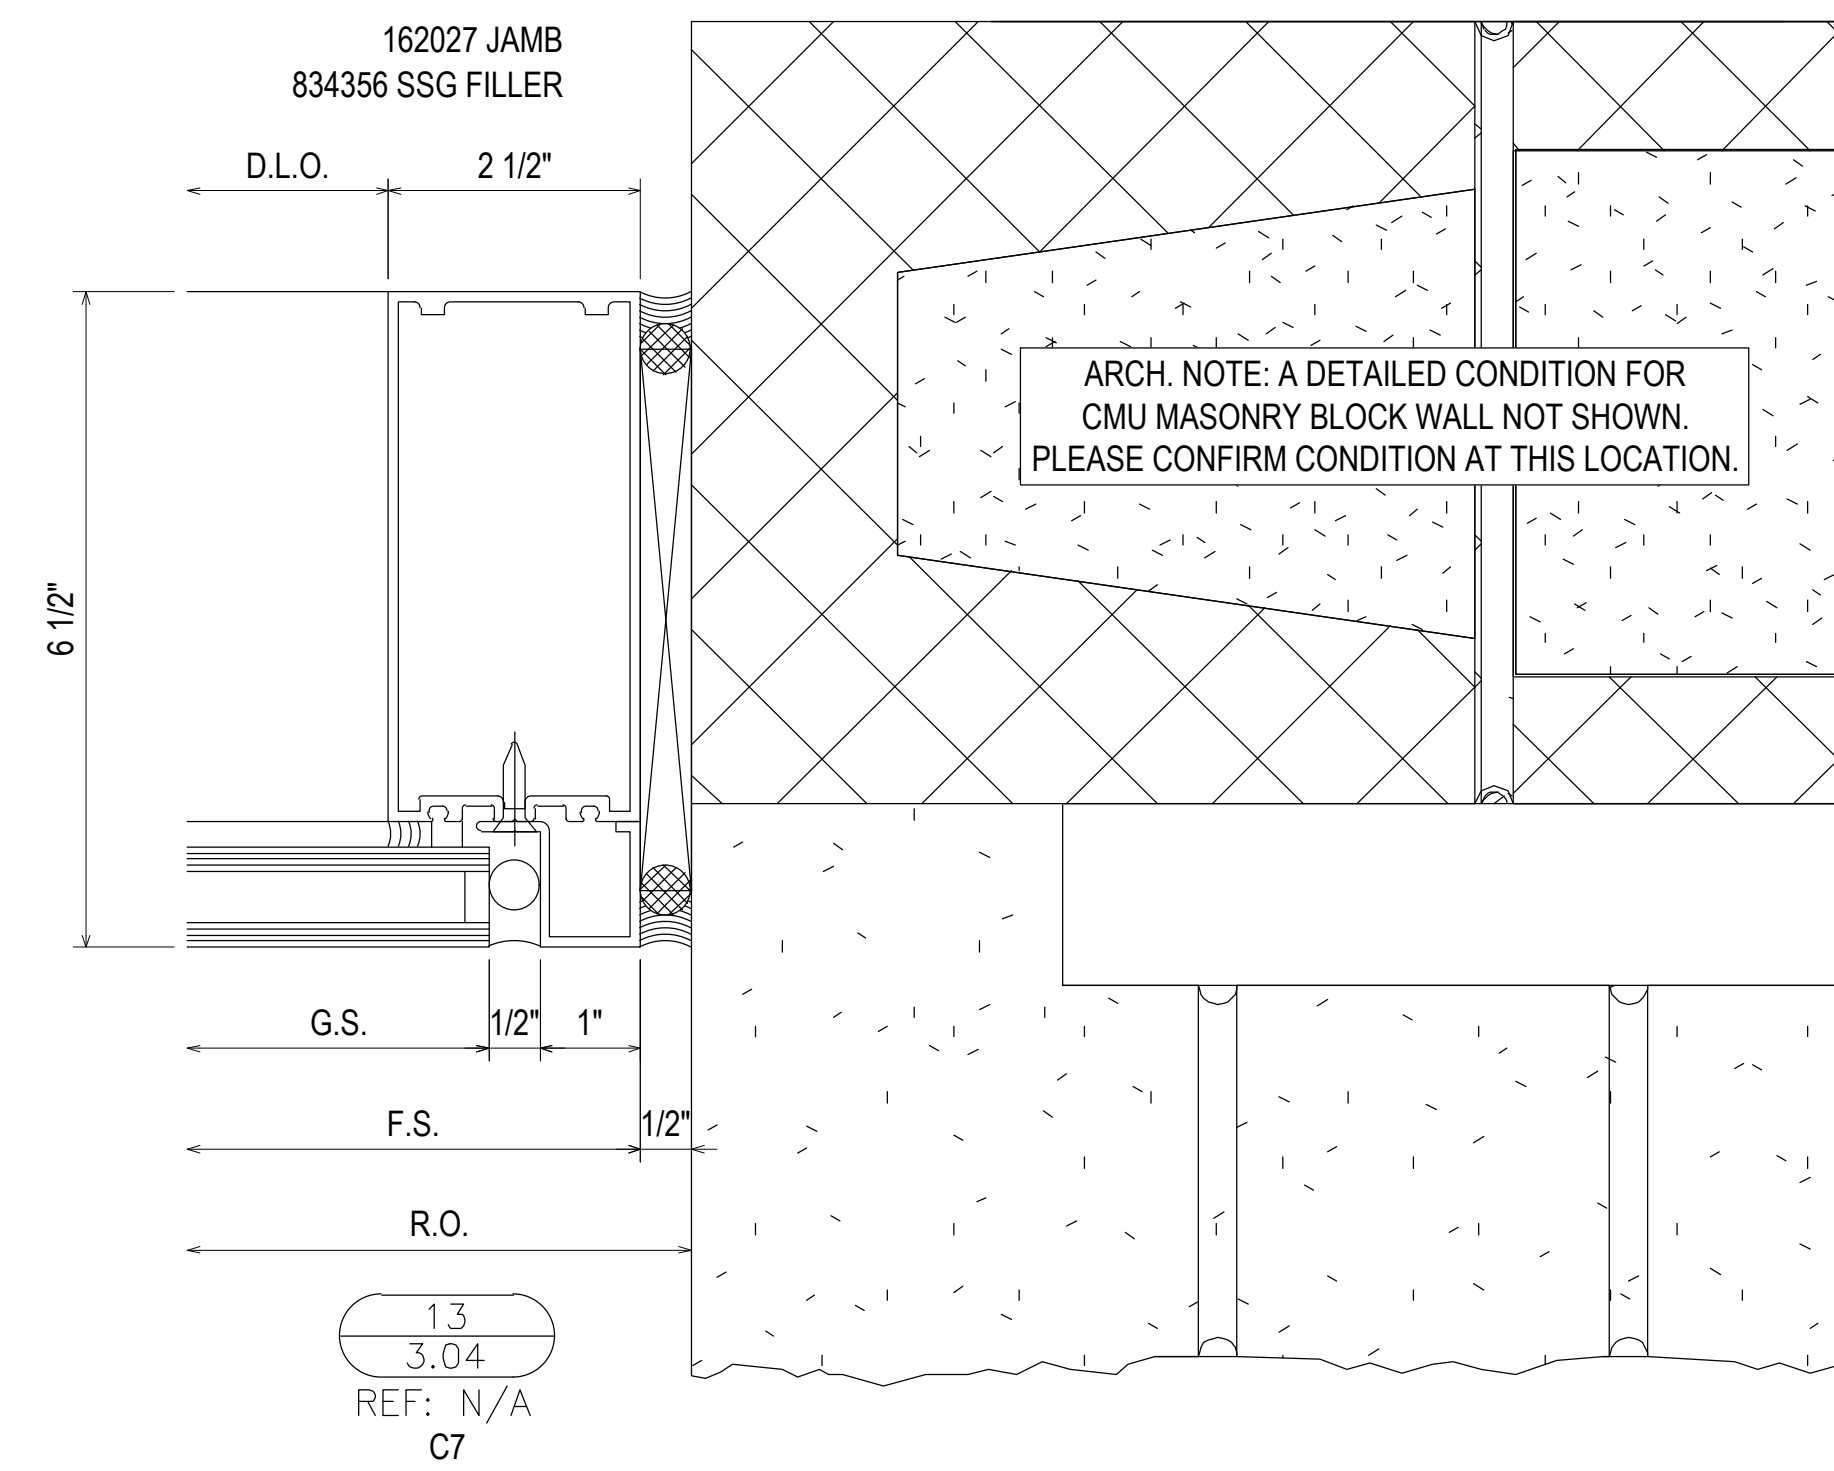 162027 JAMB
834356 SSG FILLER
D.L.O.
2 1/2"
ARCH. NOTE: A DETAILED CONDITION FOR
CMU MASONRY BLOCK WALL NOT SHOWN.
PLEASE CONFIRM CONDITION AT THIS LOCATION.
6 1/2"
G.S.
1/2"
1"
F.S.
1/2"
R.O.
13
3.04
REF: N/A
C7